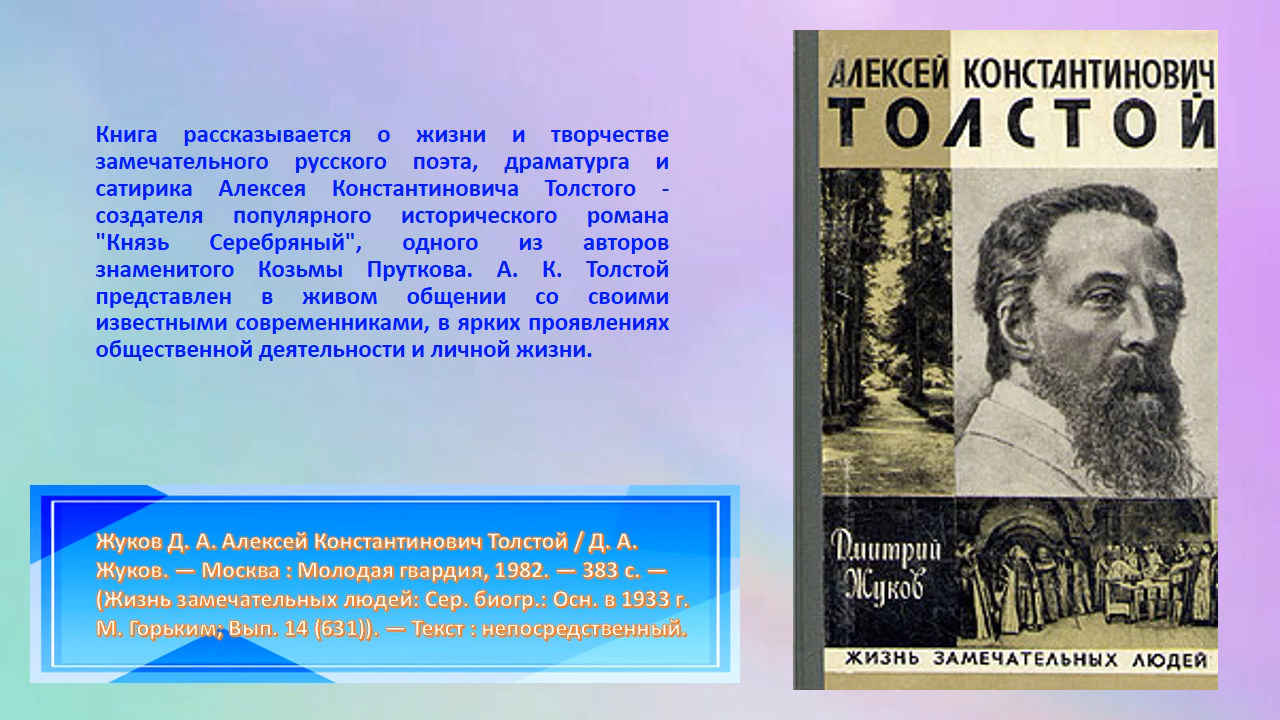 Книга рассказывается о жизни и творчестве
замечательного русского поэта, драматурга и
сатирика Алексея Константиновича Толстого -
создателя популярного исторического романа
"Князь Серебряный", одного из авторов
знаменитого Козьмы Пруткова. А. К. Толстой
представлен в живом общении со своими
известными современниками, в ярких проявлениях
общественной деятельности и личной жизни.
Жуков Д. А. Алексей Константинович Толстой / Д. А.
Жуков. — Москва : Молодая гвардия, 1982. — 383 с. —
(Жизнь замечательных людей: Сер. биогр.: Осн. в 1933 г.
М. Горьким; Вып. 14 (631)). — Текст : непосредственный.
АЛЕКСЕЙ КОНСТАНТИНОВИЧ
ТОЛСТОЙ
Дмитрий
Жуков
ЖИЗНЬ ЗАМЕЧАТЕЛЬНЫХ ЛЮДЕЙ